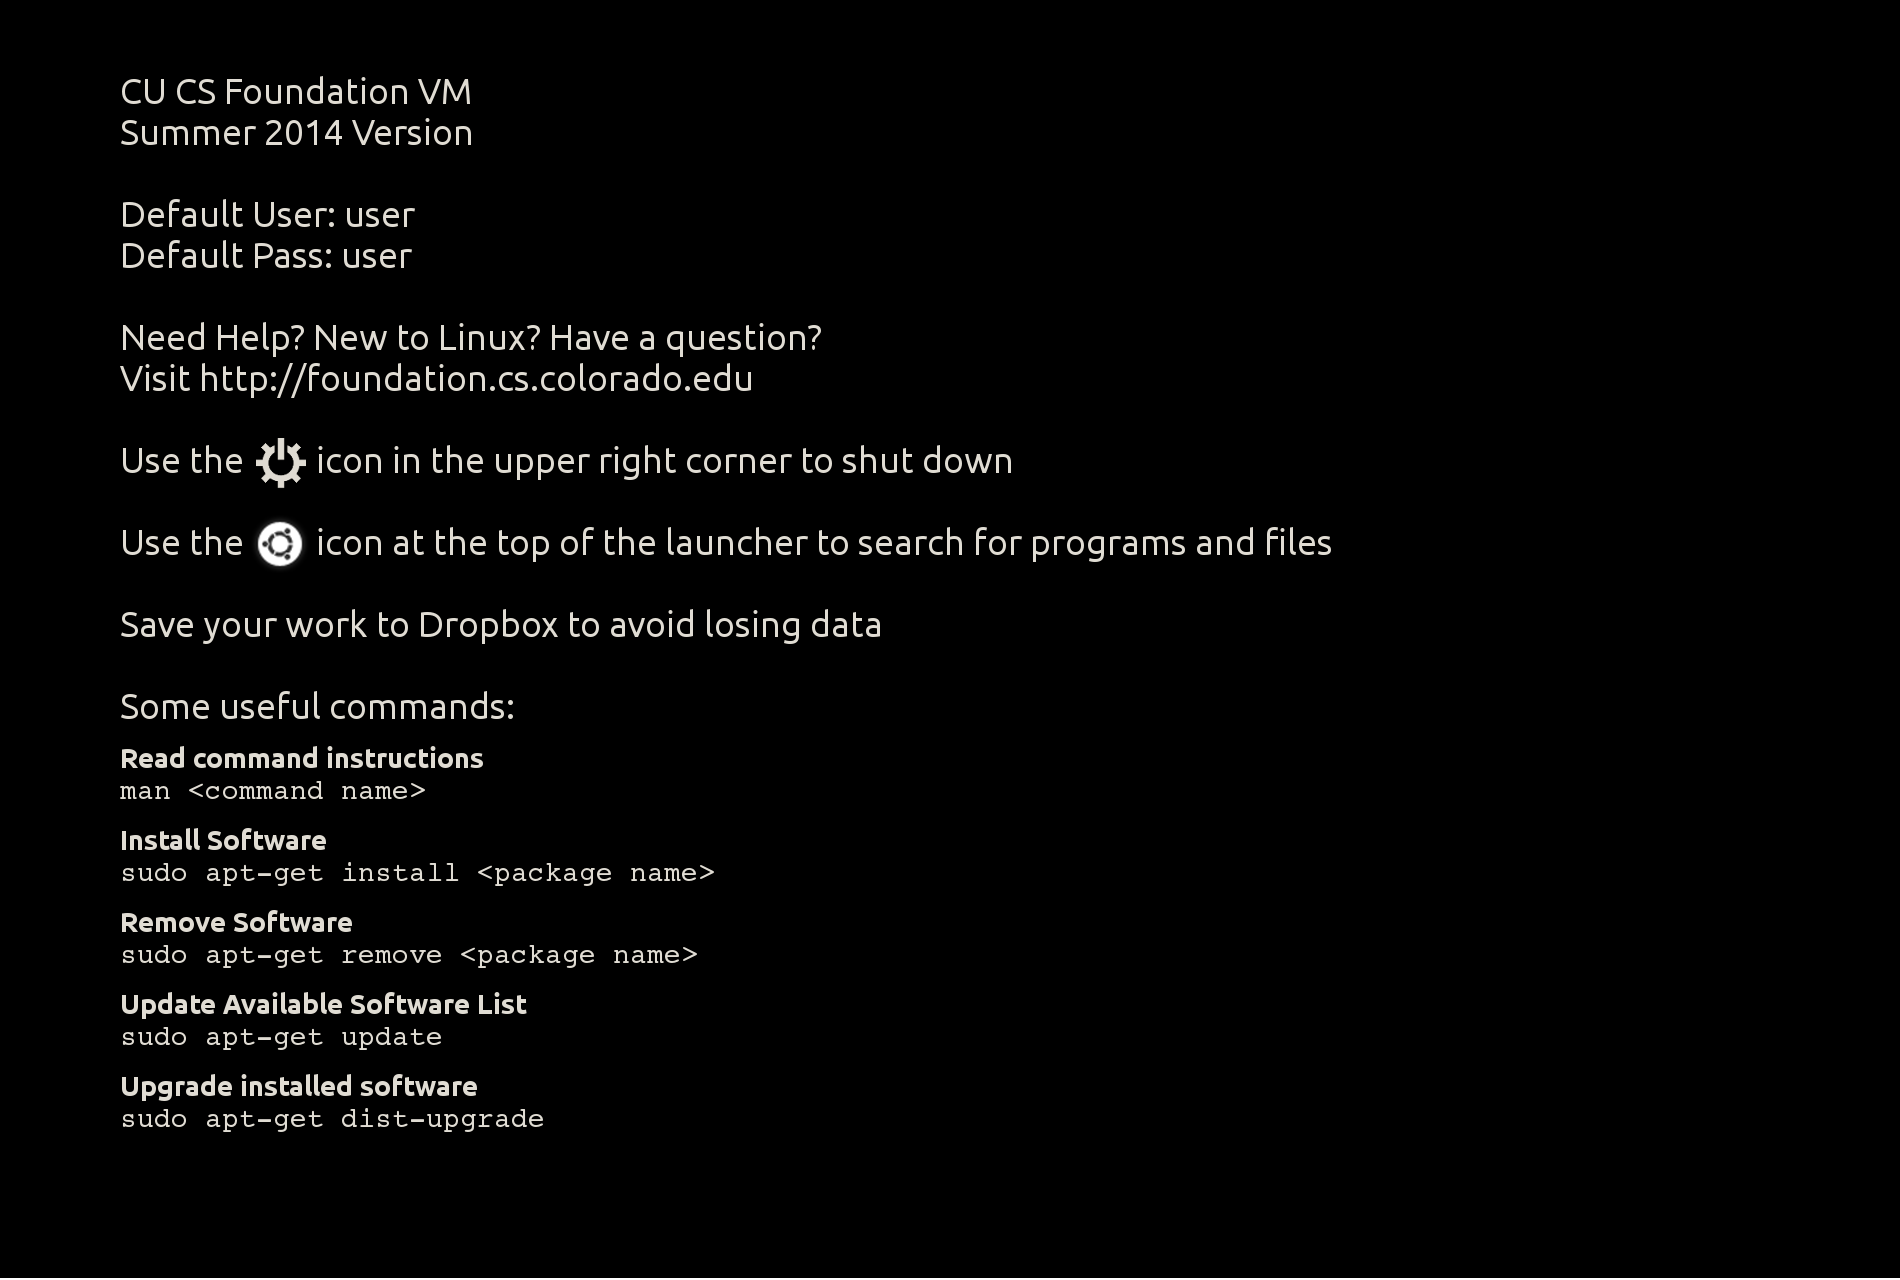 CU CS Foundation VM
Summer 2014 Version
Default User: user
Default Pass: user
Need Help? New to Linux? Have a question?
Visit http://foundation.cs.colorado.edu
Use the icon in the upper right corner to shut down
Use the icon at the top of the launcher to search for programs and files
Save your work to Dropbox to avoid losing data
Some useful commands:
Read command instructions
man <command name>
Install Software
sudo apt-get install <package name>
Remove Software
sudo apt-get remove <package name>
Update Available Software List
sudo apt-get update
Upgrade installed software
sudo apt-get dist-upgrade